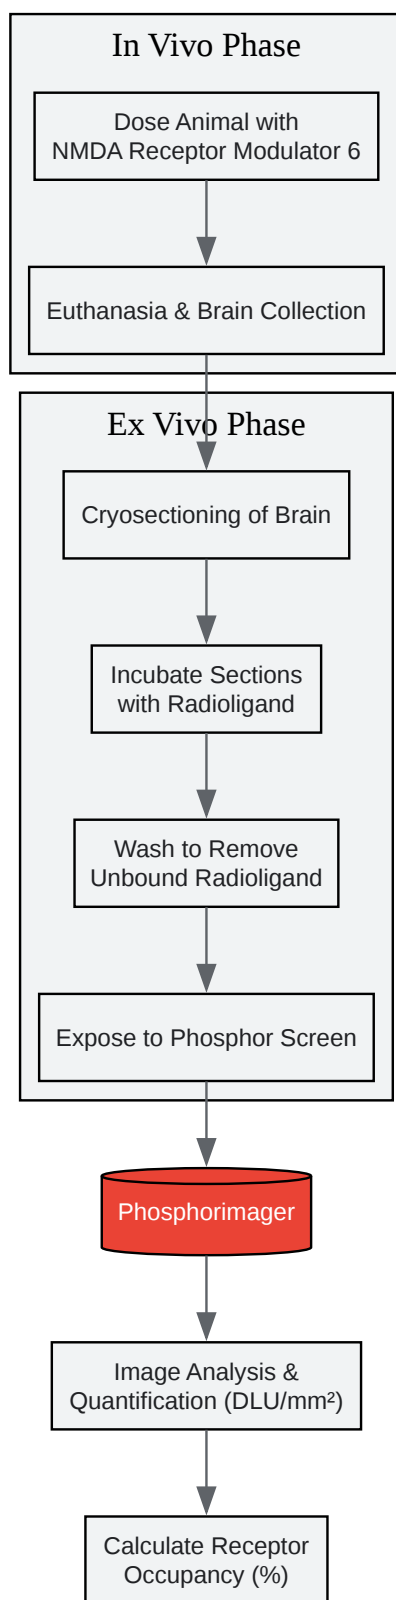 In Vivo Phase
Dose Animal with
NMDA Receptor Modulator 6
Euthanasia & Brain Collection
Ex Vivo Phase
Cryosectioning of Brain
Incubate Sections
with Radioligand
Wash to Remove
Unbound Radioligand
Expose to Phosphor Screen
Phosphorimager
Image Analysis &
Quantification (DLU/mm²)
Calculate Receptor
Occupancy (%)